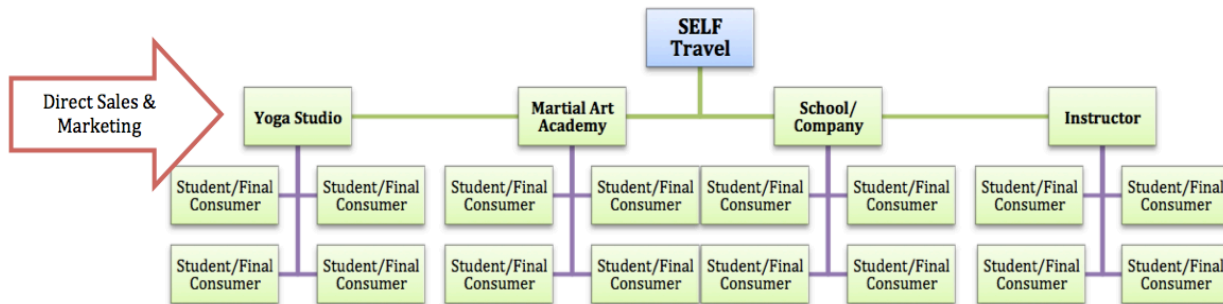 SELF
Travel
Direct Sales &
Marketing
Yoga Studio
Martial Art
Academy
School/
Company
Instructor
Student/Final
Consumer
Student/Final
Consumer
Student/Final
Consumer
Student/Final
Consumer
Student/Final
Consumer
Student/Final
Consumer
Student/Final
Consumer
Student/Final
Consumer
Student/Final
Consumer
Student/Final
Consumer
Student/Final
Consumer
Student/Final
Consumer
Student/Final
Consumer
Student/Final
Consumer
Student/Final
Consumer
Student/Final
Consumer